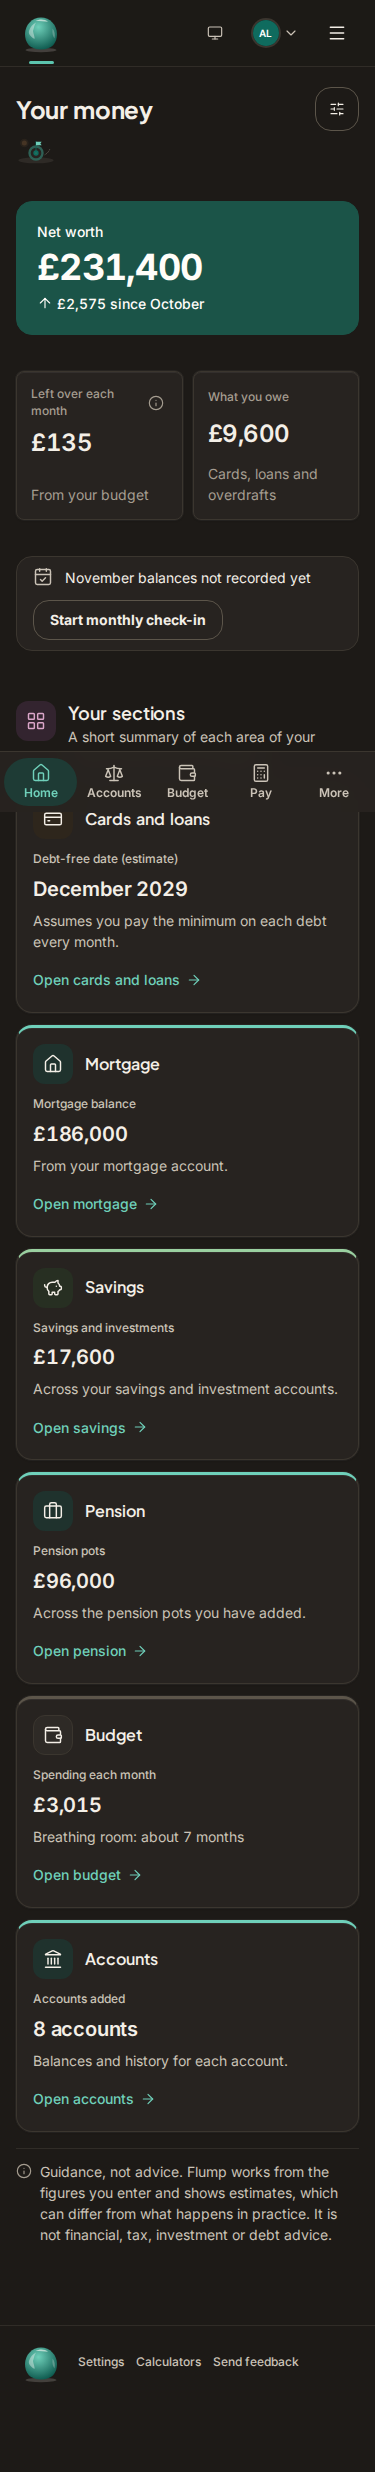 AL
Your money
Net worth
£231,400
↑ £2,575 since October
Left over each
month
£135
From your budget
What you owe
£9,600
Cards, loans and
overdrafts
November balances not recorded yet
Start monthly check-in
Your sections
A short summary of each area of your
Home
Accounts
Budget
Pay
More
Cards and loans
Debt-free date (estimate)
December 2029
Assumes you pay the minimum on each debt
every month.
Open cards and loans →
Mortgage
Mortgage balance
£186,000
From your mortgage account.
Open mortgage →
Savings
Savings and investments
£17,600
Across your savings and investment accounts.
Open savings →
Pension
Pension pots
£96,000
Across the pension pots you have added.
Open pension →
Budget
Spending each month
£3,015
Breathing room: about 7 months
Open budget →
Accounts
Accounts added
8 accounts
Balances and history for each account.
Open accounts →
Guidance, not advice. Flump works from the
figures you enter and shows estimates, which
can differ from what happens in practice. It is
not financial, tax, investment or debt advice.
Settings
Calculators
Send feedback